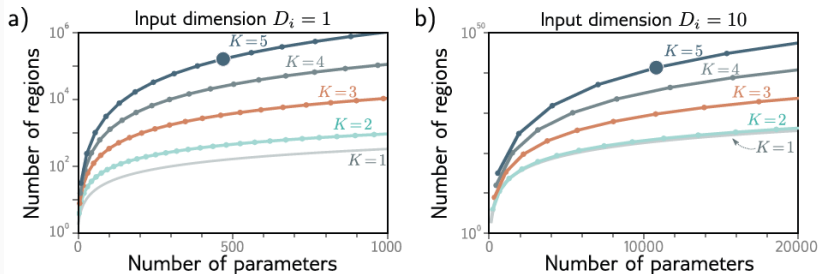 a)
Input dimension $D_i = 1$
Number of regions
10^6
10^4
10^2
10^0
K=5
K=4
K=3
K=2
K=1
0
500
1000
Number of parameters
b)
Input dimension $D_i = 10$
Number of regions
10^50
10^0
K=5
K=4
K=3
K=2
K=1
0
10000
20000
Number of parameters